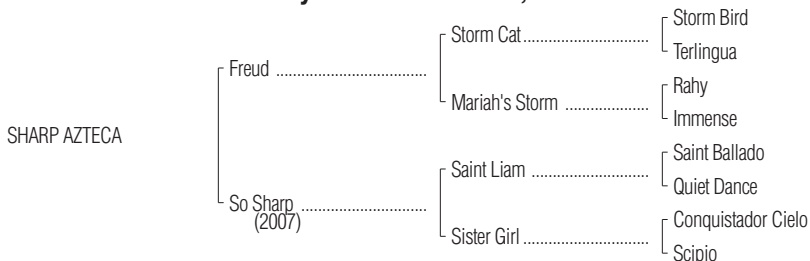 Storm Bird
Storm Cat
Terlingua
Freud
Rahy
Mariah's Storm
Immense
SHARP AZTECA
Saint Ballado
Saint Liam
Quiet Dance
So Sharp
(2007)
Conquistador Cielo
Sister Girl
Scipio